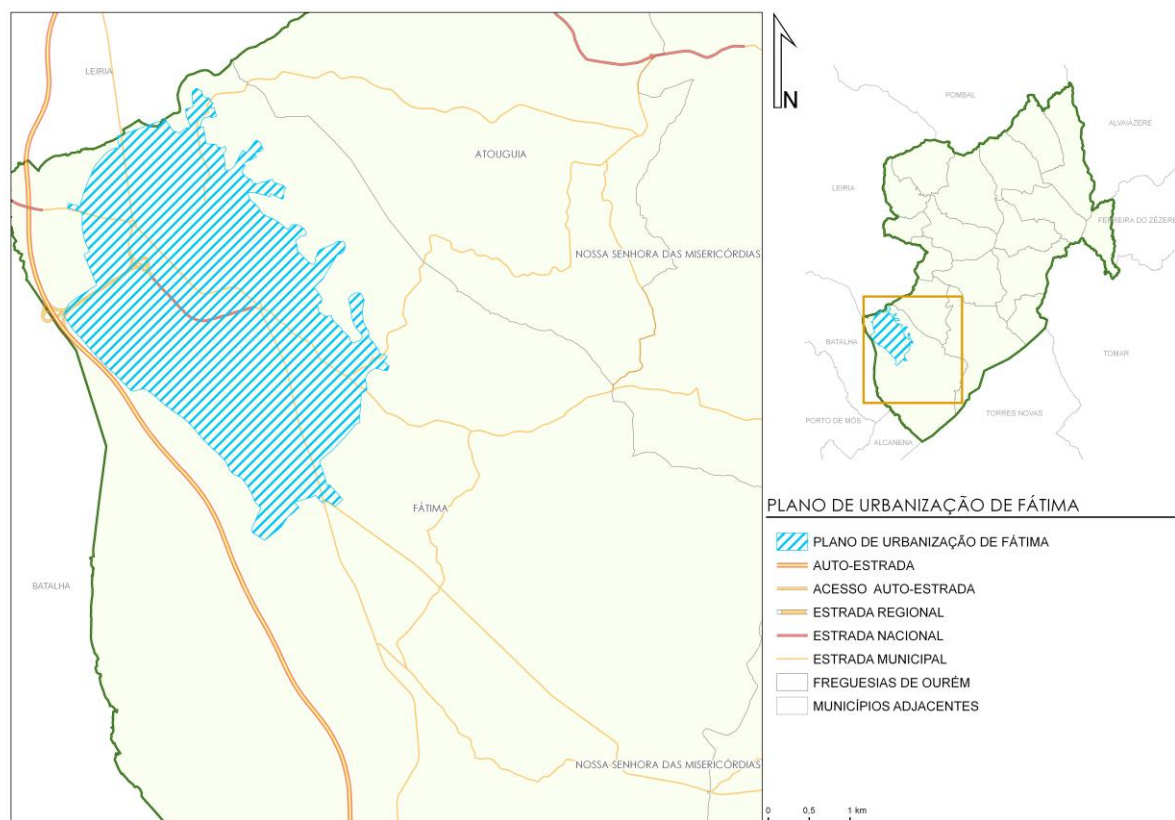 LEIRIA
ATOUGUIA
NOSSA SENHORA DAS MISERICÓRDIAS
FÁTIMA
BATALHA
NOSSA SENHORA DAS MISERICÓRDIAS
N
POMBAL
ALVAIÁZERE
LEIRIA
FERREIRA DO ZÊZERE
BATALHA
TOMAR
PORTO DE MÓS
TORRES NOVAS
ALCANENA
PLANO DE URBANIZAÇÃO DE FÁTIMA
PLANO DE URBANIZAÇÃO DE FÁTIMA
AUTO-ESTRADA
ACESSO AUTO-ESTRADA
ESTRADA REGIONAL
ESTRADA NACIONAL
ESTRADA MUNICIPAL
FREGUESIAS DE OURÉM
MUNICÍPIOS ADJACENTES
0 0.5 1 km